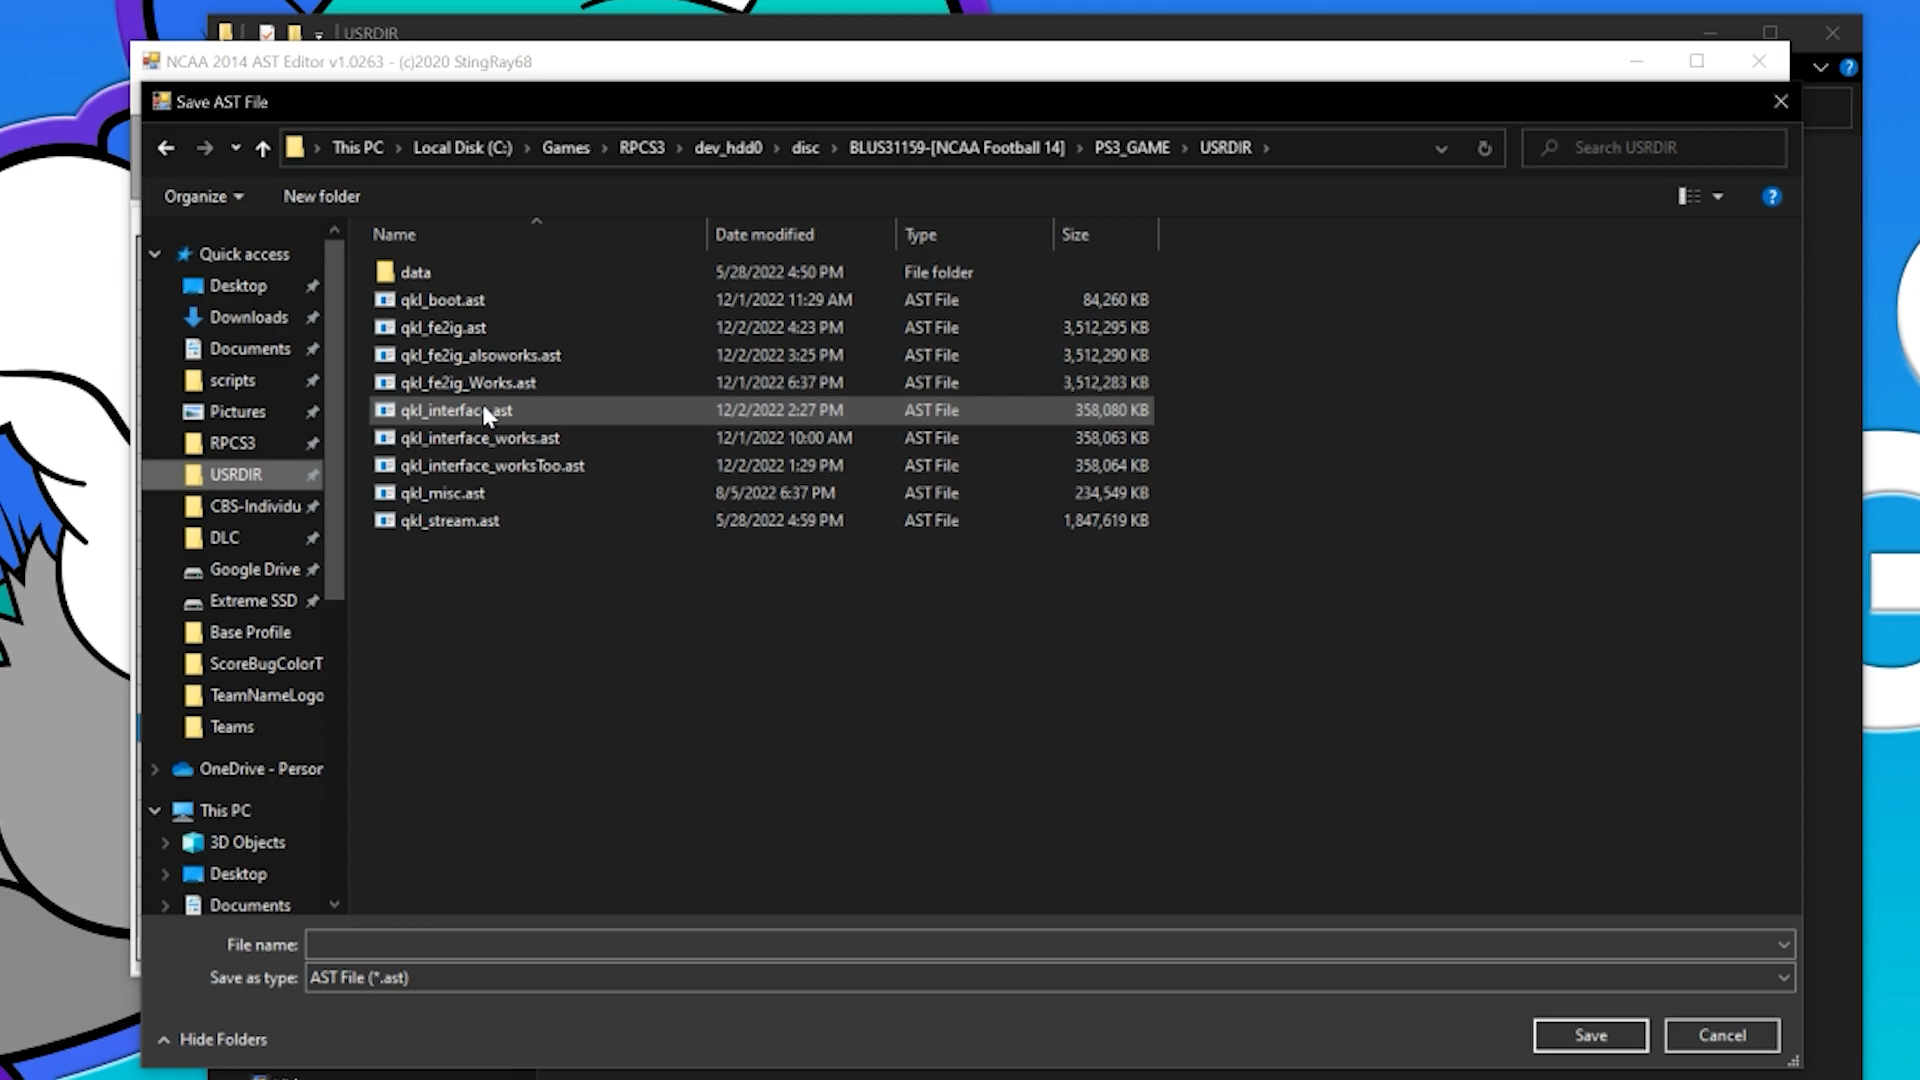 USRDIR
NCAA 2014 AST Editor v1.0263 - (c)2020 StingRay68
Save AST File
This PC > Local Disk (C:) > Games > RPCS3 > dev_hdd0 > disc > BLUS31159-[NCAA Football 14] > PS3_GAME > USRDIR >
Search USRDIR
Organize
New folder
Name Date modified Type Size
data 5/28/2022 4:50 PM File folder
qkl_boot.ast 12/1/2022 11:29 AM AST File 84,260 KB
qkl_fe2ig.ast 12/2/2022 4:23 PM AST File 3,512,295 KB
qkl_fe2ig_alsoworks.ast 12/2/2022 3:25 PM AST File 3,512,290 KB
qkl_fe2ig_Works.ast 12/1/2022 6:37 PM AST File 3,512,283 KB
qkl_interface.ast 12/2/2022 2:27 PM AST File 358,080 KB
qkl_interface_works.ast 12/1/2022 10:00 AM AST File 358,063 KB
qkl_interface_worksToo.ast 12/2/2022 1:29 PM AST File 358,064 KB
qkl_misc.ast 8/5/2022 6:37 PM AST File 234,549 KB
qkl_stream.ast 5/28/2022 4:59 PM AST File 1,847,619 KB
Quick access
Desktop
Downloads
Documents
scripts
Pictures
RPCS3
USRDIR
CBS-Individu
DLC
Google Drive
Extreme SSD
Base Profile
ScoreBugColorT
TeamNameLogo
Teams
OneDrive - Person
This PC
3D Objects
Desktop
Documents
File name:
Save as type: AST File (*.ast)
Hide Folders
Save
Cancel